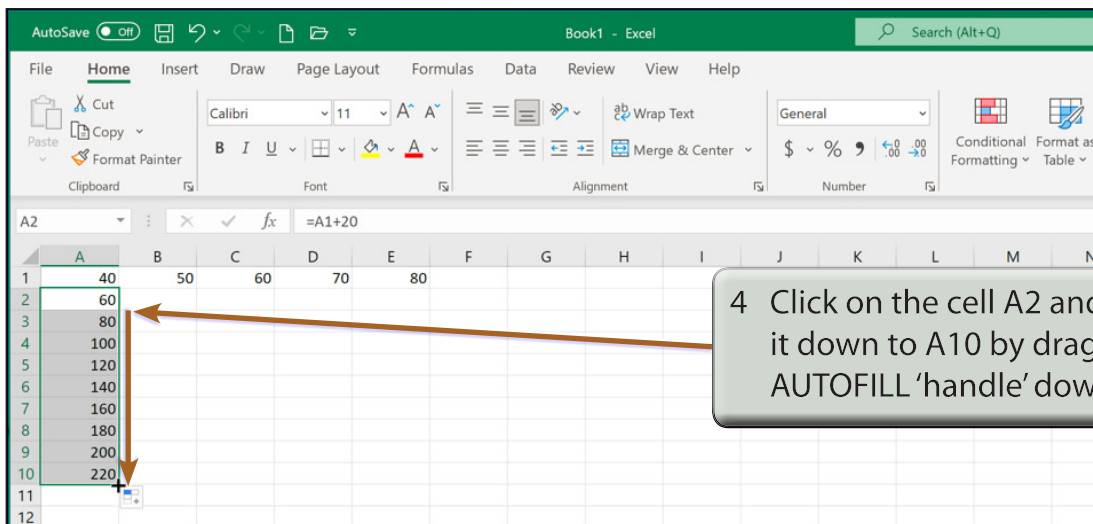 AutoSave Off Book1 - Excel Search (Alt+Q)
File Home Insert Draw Page Layout Formulas Data Review View Help
Paste
Cut
Copy
Format Painter
Clipboard
Calibri 11 A^ A˅
B I U A
Font
ab Wrap Text
Merge & Center
Alignment
General
$ % 9 .00 .00
Number
Conditional Formatting
Format as
Table
A2 fx =A1+20
A B C D E F G H I J K L M N
1 40 50 60 70 80
2 60
3 80
4 100
5 120
6 140
7 160
8 180
9 200
10 220
11
12
4 Click on the cell A2 and
it down to A10 by drag
AUTOFILL ‘handle’ dow